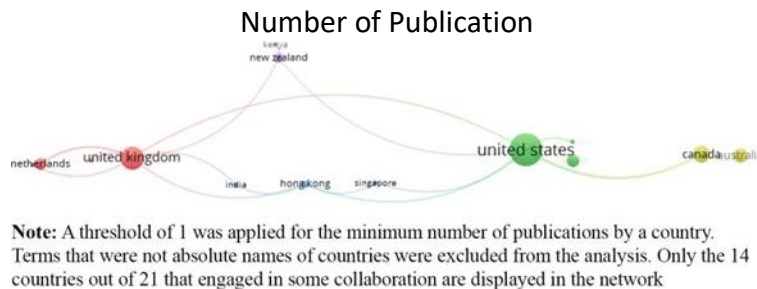 Number of Publication
kenya
new zealand
united states
united kingdom
canada
australi
netherlands
india
hong kong
singapore
Note: A threshold of 1 was applied for the minimum number of publications by a country.
Terms that were not absolute names of countries were excluded from the analysis. Only the 14
countries out of 21 that engaged in some collaboration are displayed in the network